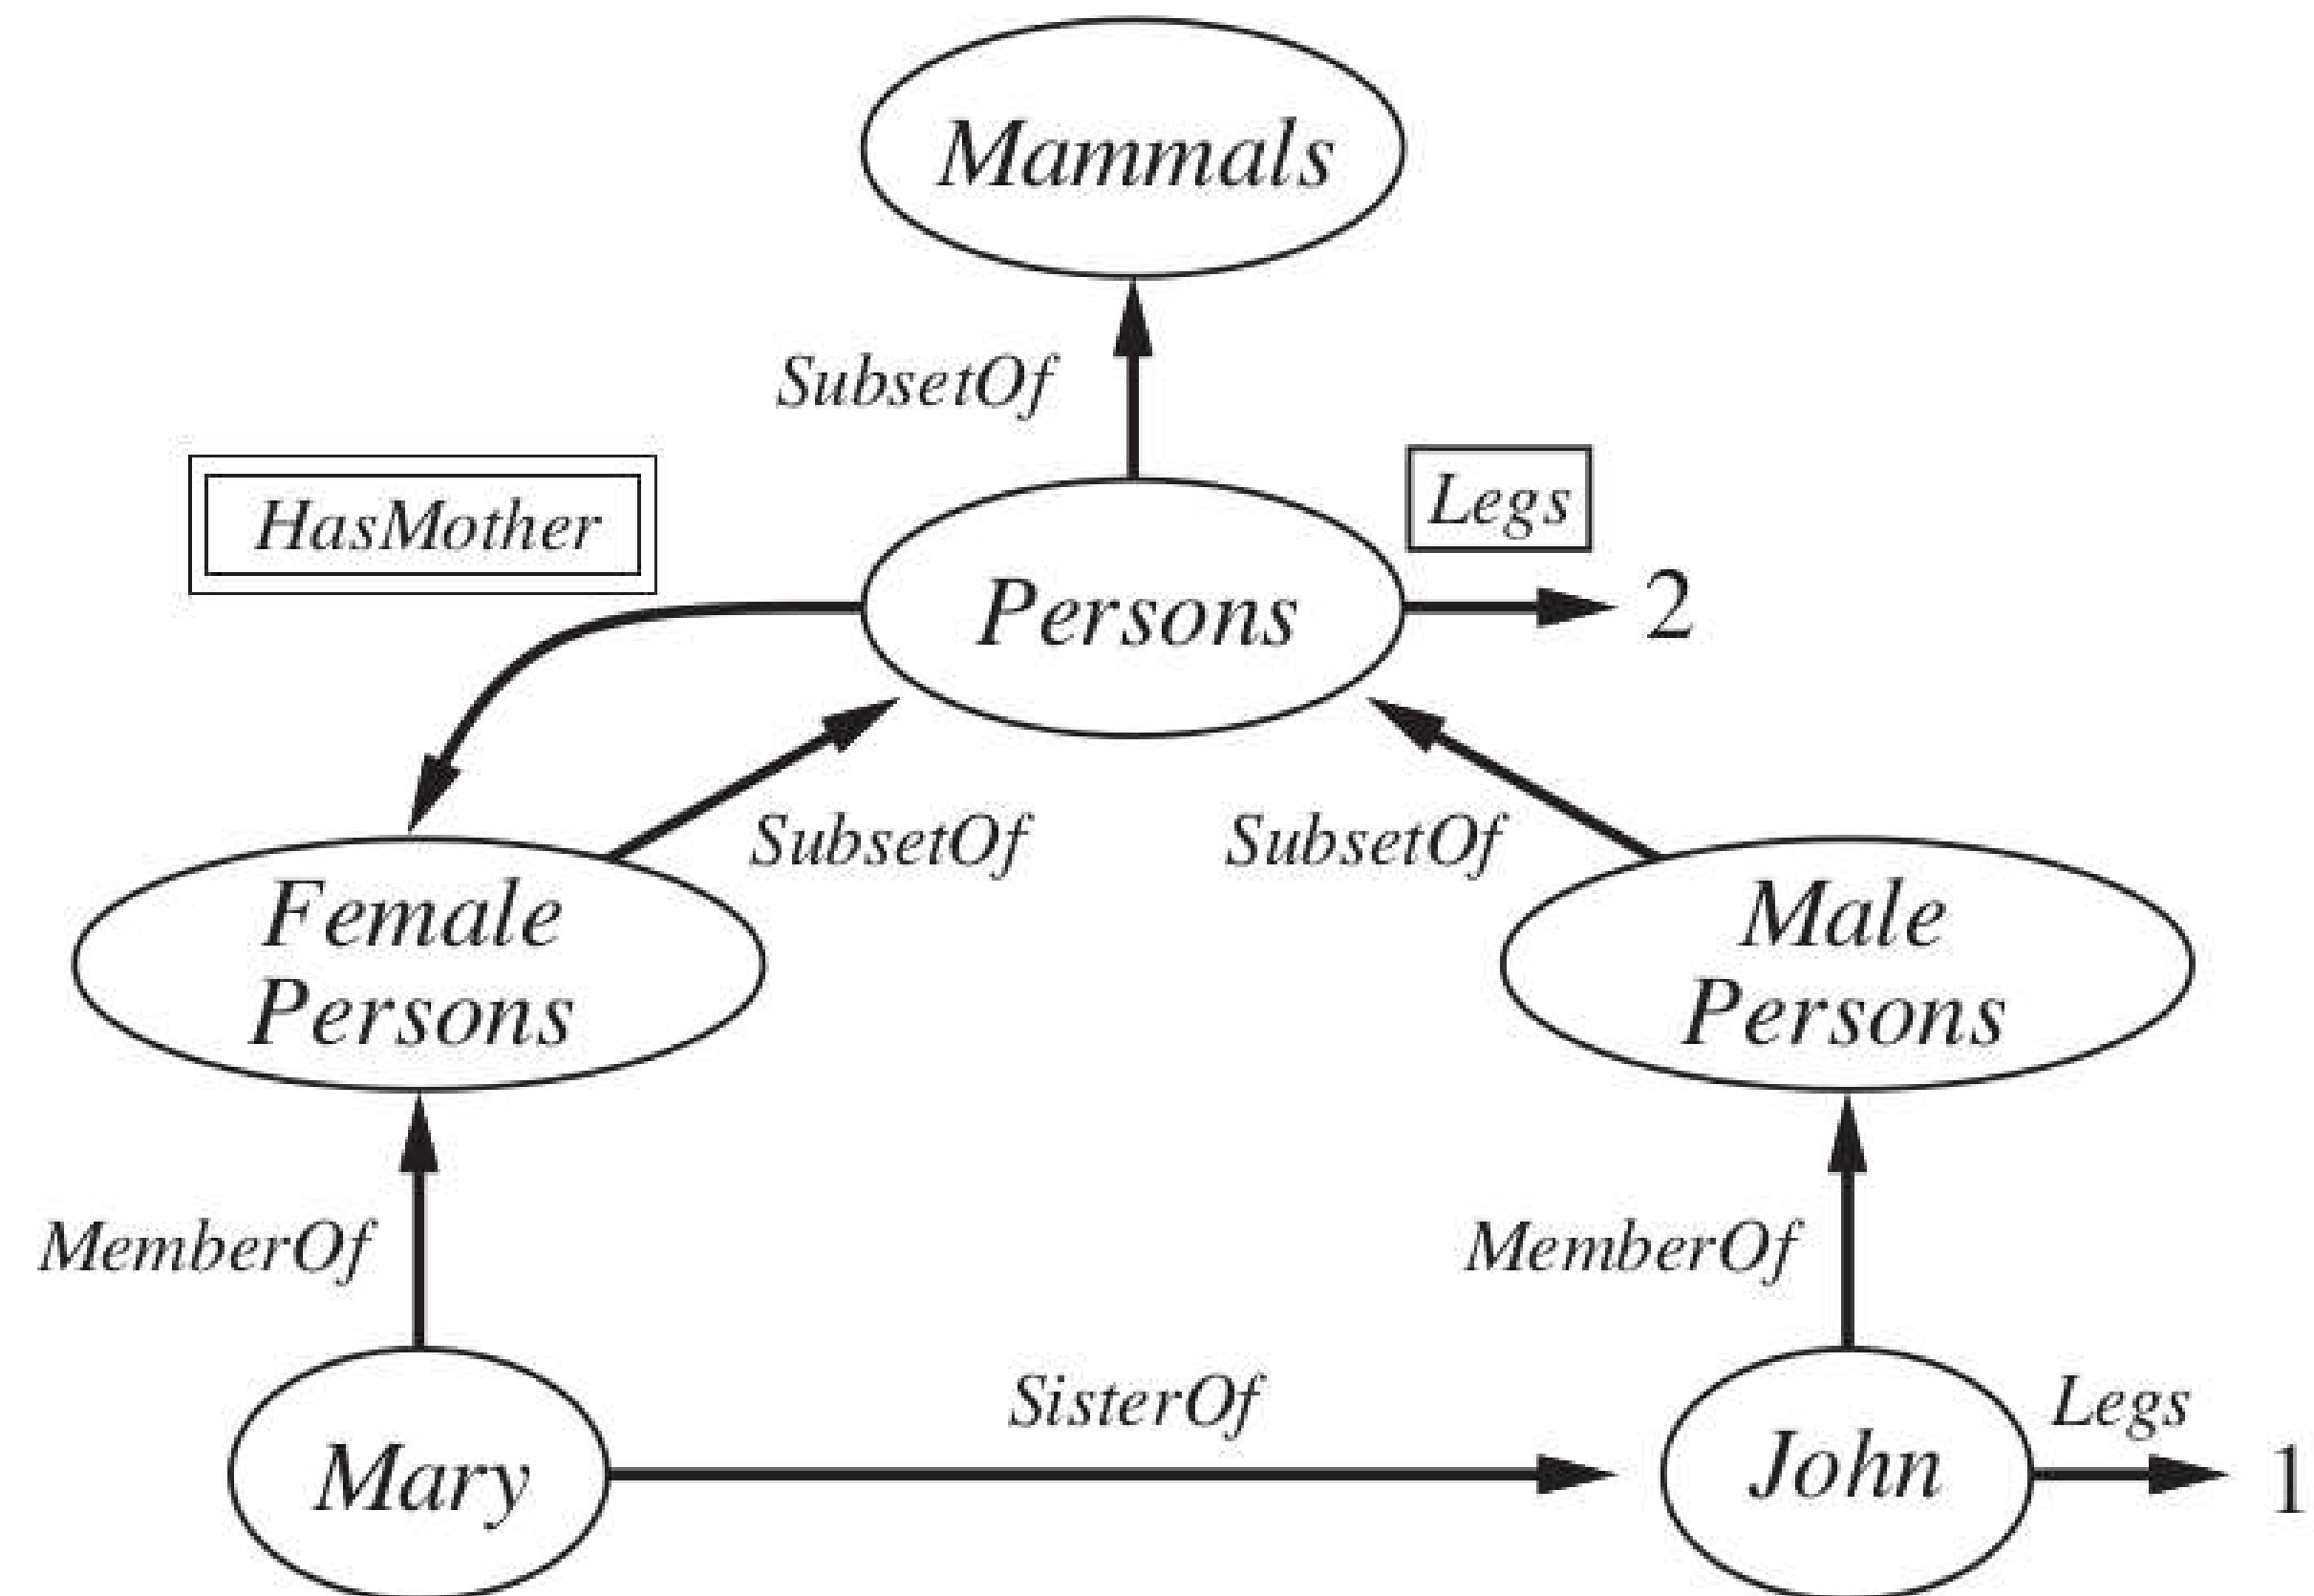 Mammals
SubsetOf
HasMother
Legs
Persons
2
SubsetOf
SubsetOf
Female
Persons
Male
Persons
MemberOf
MemberOf
SisterOf
Legs
Mary
John
1